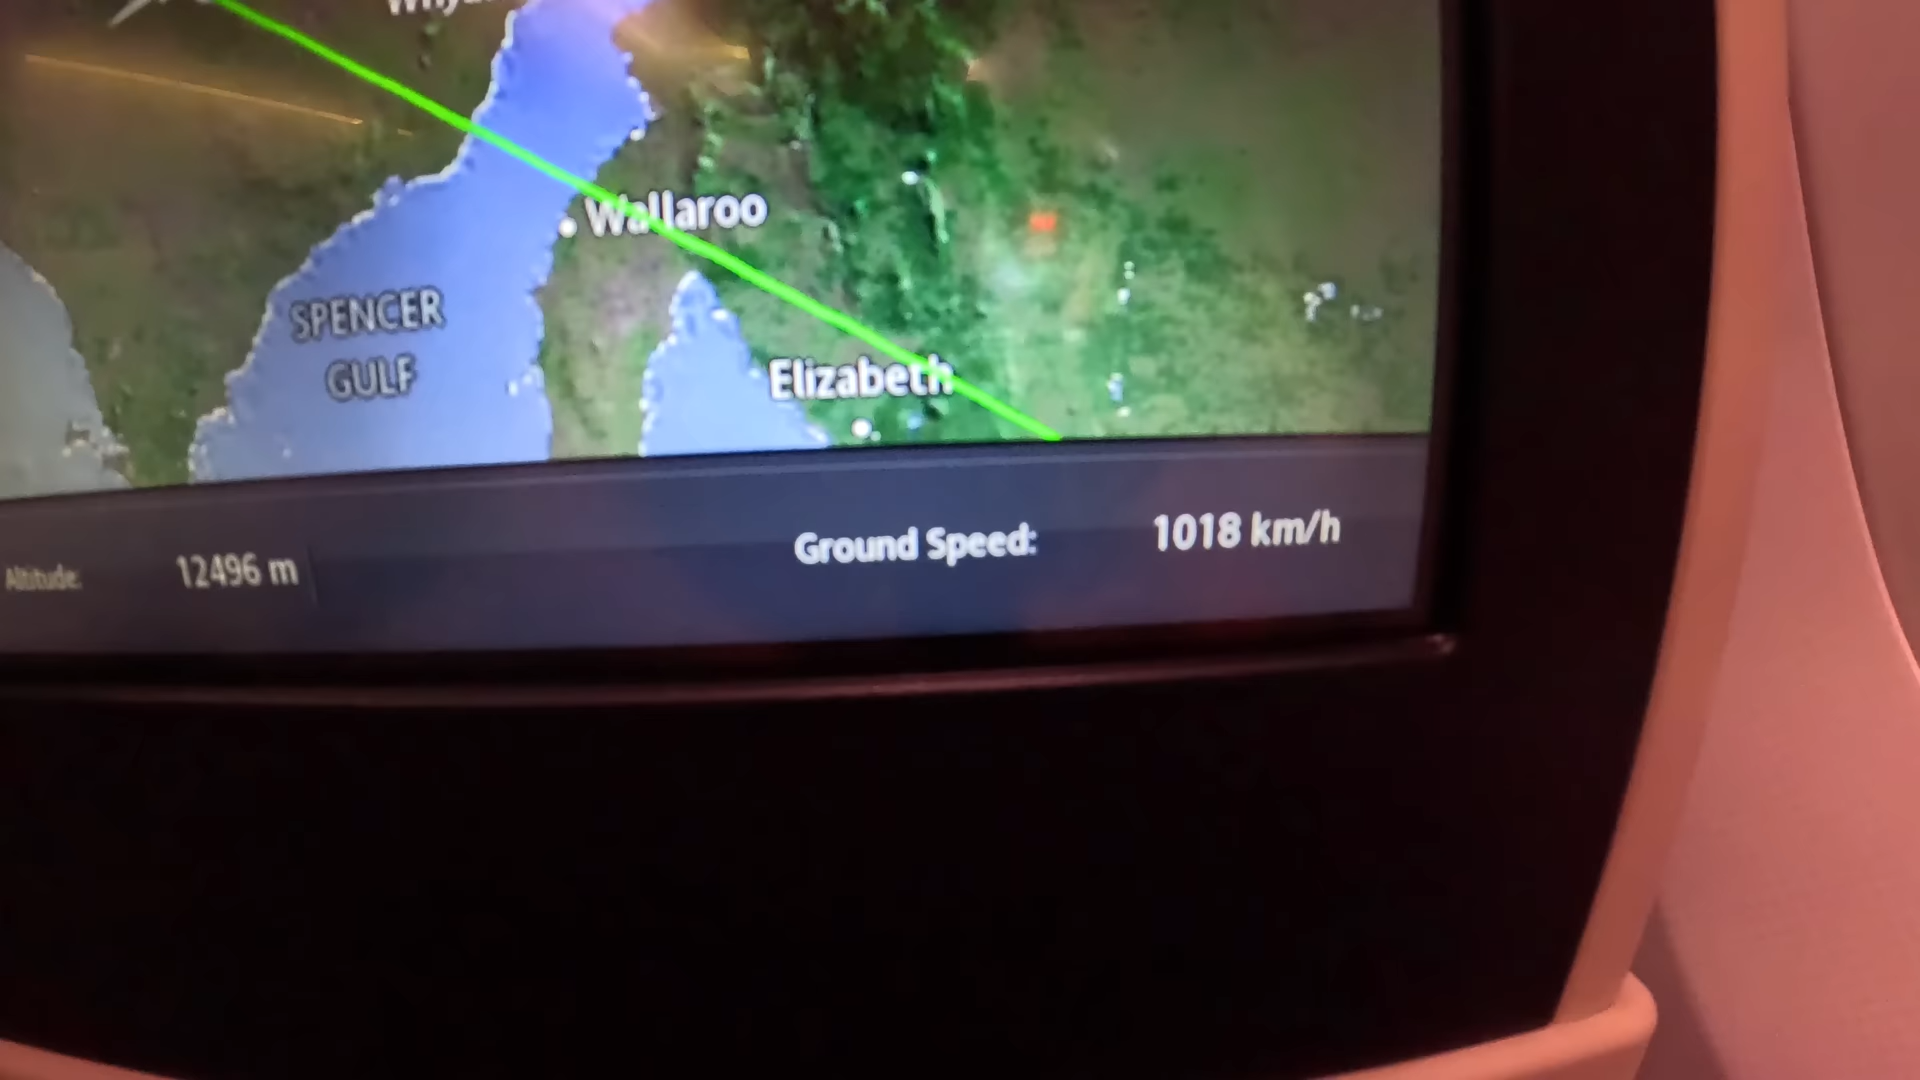 Wallaroo
SPENCER
GULF
Elizabeth
Altitude: 12496 m Ground Speed: 1018 km/h